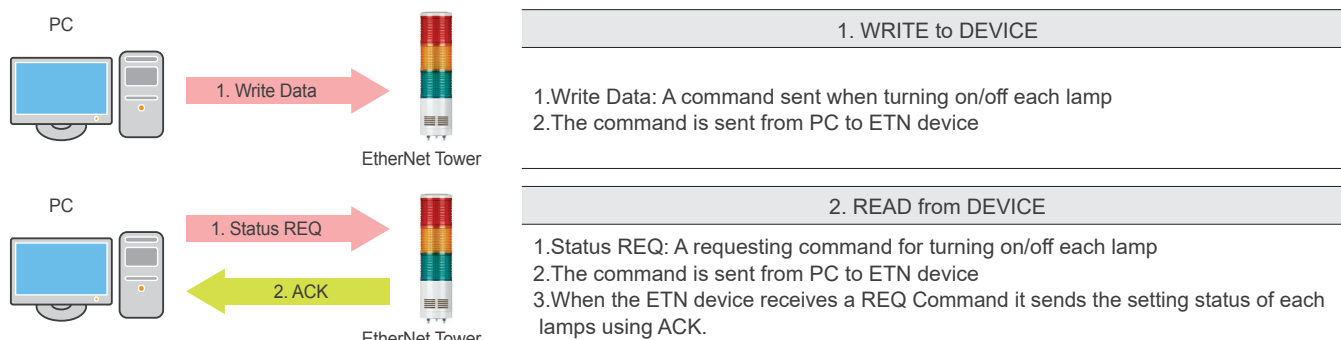 PC
1. Write Data
EtherNet Tower
1. WRITE to DEVICE
1.Write Data: A command sent when turning on/off each lamp
2.The command is sent from PC to ETN device
PC
1. Status REQ
2. ACK
EtherNet Tower
2. READ from DEVICE
1.Status REQ: A requesting command for turning on/off each lamp
2.The command is sent from PC to ETN device
3.When the ETN device receives a REQ Command it sends the setting status of each
lamps using ACK.